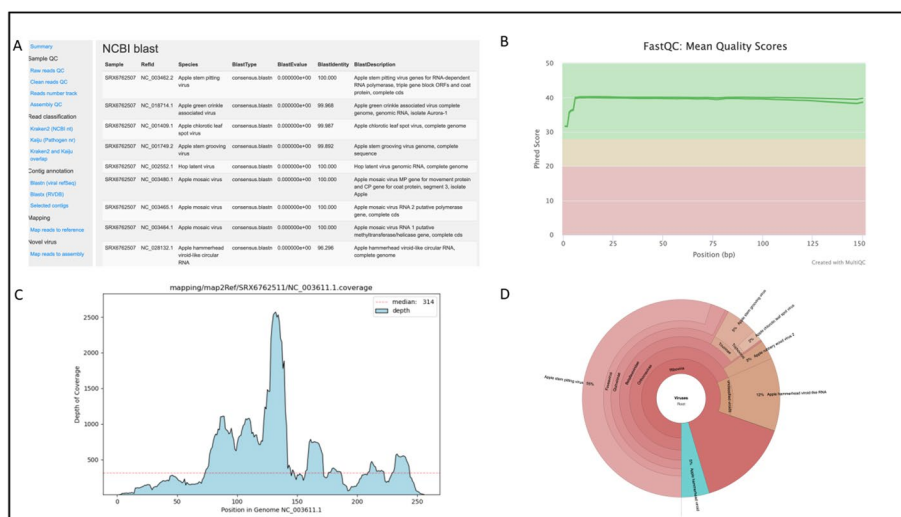 A
Summary
Sample QC
Raw reads QC
Clean reads QC
Reads number track
Assembly QC
Read classification
Kraken2 (NCBI nt)
Kaiju (Pathogen nr)
Kraken2 and Kaiju
overlap
Contig annotation
Blastn (viral refSeq)
Blastx (RVDB)
Selected contigs
Mapping
Map reads to reference
Novel virus
Map reads to assembly
NCBI blast
Sample RefId Species BlastType BlastEvalue BlastIdentity BlastDescription
SRX6762507 NC_003462.2 Apple stem pitting virus consensus.blastn 0.000000e+00 100.000 Apple stem pitting virus genes for RNA-dependent
RNA polymerase, triple gene block ORFs and coat
protein, complete cds
SRX6762507 NC_018714.1 Apple green crinkle associated virus consensus.blastn 0.000000e+00 99.968 Apple green crinkle associated virus complete
genome, genomic RNA, isolate Aurora-1
SRX6762507 NC_001409.1 Apple chlorotic leaf spot virus consensus.blastn 0.000000e+00 99.987 Apple chlorotic leaf spot virus, complete genome
SRX6762507 NC_001749.2 Apple stem grooving virus consensus.blastn 0.000000e+00 99.892 Apple stem grooving virus genome, complete
sequence
SRX6762507 NC_002552.1 Hop latent virus consensus.blastn 0.000000e+00 100.000 Hop latent virus genomic RNA, complete genome
SRX6762507 NC_003480.1 Apple mosaic virus consensus.blastn 0.000000e+00 100.000 Apple mosaic virus MP gene for movement protein
and CP gene for coat protein, segment 3, isolate
Apple
SRX6762507 NC_003465.1 Apple mosaic virus consensus.blastn 0.000000e+00 100.000 Apple mosaic virus RNA 2 putative polymerase
gene, complete cds
SRX6762507 NC_003464.1 Apple mosaic virus consensus.blastn 0.000000e+00 100.000 Apple mosaic virus RNA 1 putative
methyltransferase/helicase gene, complete cds
SRX6762507 NC_028132.1 Apple hammerhead viroid-like circular RNA consensus.blastn 0.000000e+00 96.296 Apple hammerhead viroid-like circular RNA,
complete genome
B
FastQC: Mean Quality Scores
Phred Score
50
40
30
20
10
0
0 25 50 75 100 125 150
Position (bp)
Created with MultiQC
C
mapping/map2Ref/SRX6762511/NC_003611.1.coverage
median: 314
depth
Depth of Coverage
2500
2000
1500
1000
500
0 50 100 150 200 250
Position in Genome NC_003611.1
D
Viruses
Apple stem pitting virus
Apple stem grooving virus
Apple chlorotic leaf spot virus
12% Apple hammerhead viroid-like RNA
Apple hammerhead viroid